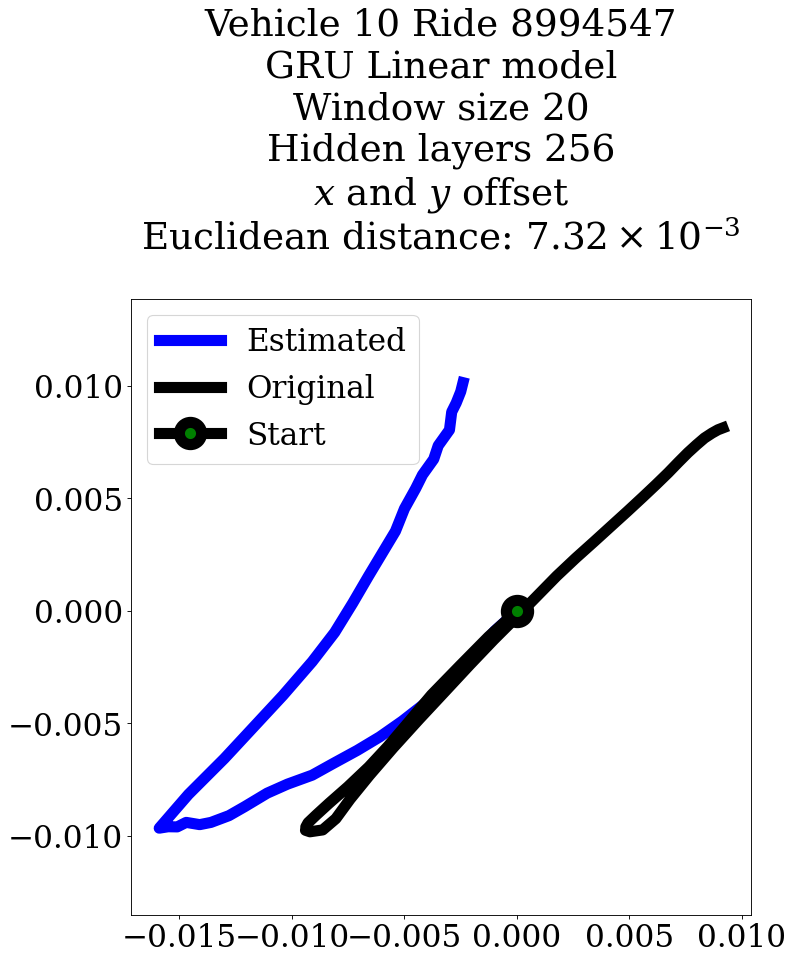 Vehicle 10 Ride 8994547
GRU Linear model
Window size 20
Hidden layers 256
x and y offset
Euclidean distance: 7.32 × 10⁻³
Estimated
Original
Start
0.010
0.005
0.000
−0.005
−0.010
−0.015 −0.010 −0.005 0.000 0.005 0.010